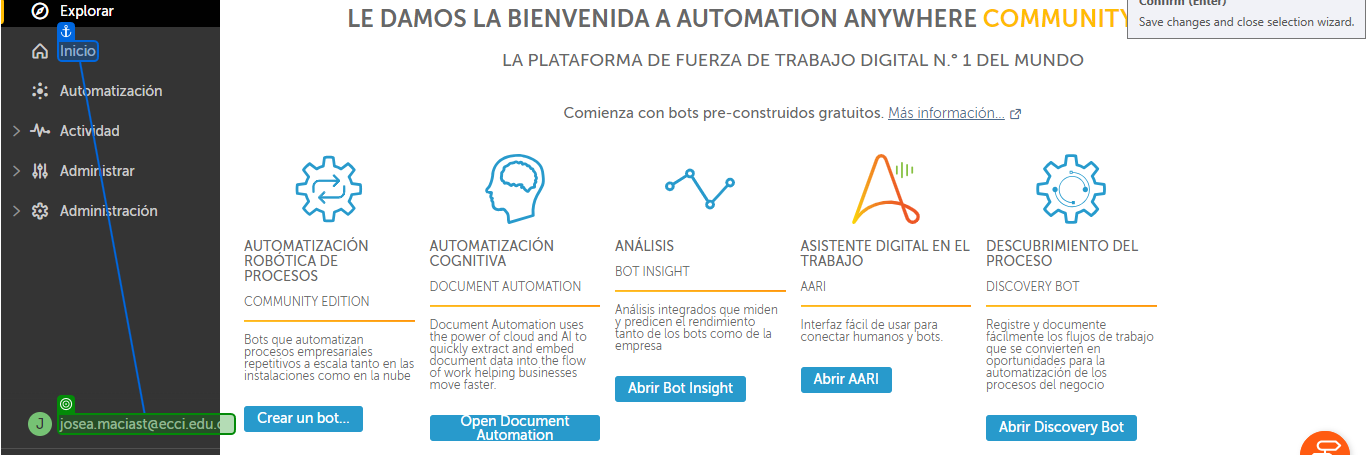 Explorar
Inicio
Automatización
Actividad
Administrar
Administración
J
josea.maciast@ecci.edu.c
Confirm (Enter)
Save changes and close selection wizard.
LE DAMOS LA BIENVENIDA A AUTOMATION ANYWHERE COMMUNITY
LA PLATAFORMA DE FUERZA DE TRABAJO DIGITAL N.° 1 DEL MUNDO
Comienza con bots pre-construidos gratuitos. Más información...
AUTOMATIZACIÓN
ROBÓTICA DE
PROCESOS
COMMUNITY EDITION
Bots que automatizan
procesos empresariales
repetitivos a escala tanto en las
instalaciones como en la nube
Crear un bot...
AUTOMATIZACIÓN
COGNITIVA
DOCUMENT AUTOMATION
Document Automation uses
the power of cloud and AI to
quickly extract and embed
document data into the flow
of work helping businesses
move faster.
Open Document
Automation
ANÁLISIS
BOT INSIGHT
Análisis integrados que miden
y predicen el rendimiento
tanto de los bots como de la
empresa
Abrir Bot Insight
ASISTENTE DIGITAL EN EL
TRABAJO
AARI
Interfaz fácil de usar para
conectar humanos y bots.
Abrir AARI
DESCUBRIMIENTO DEL
PROCESO
DISCOVERY BOT
Registre y documente
fácilmente los flujos de trabajo
que se convierten en
oportunidades para la
automatización de los
procesos del negocio
Abrir Discovery Bot